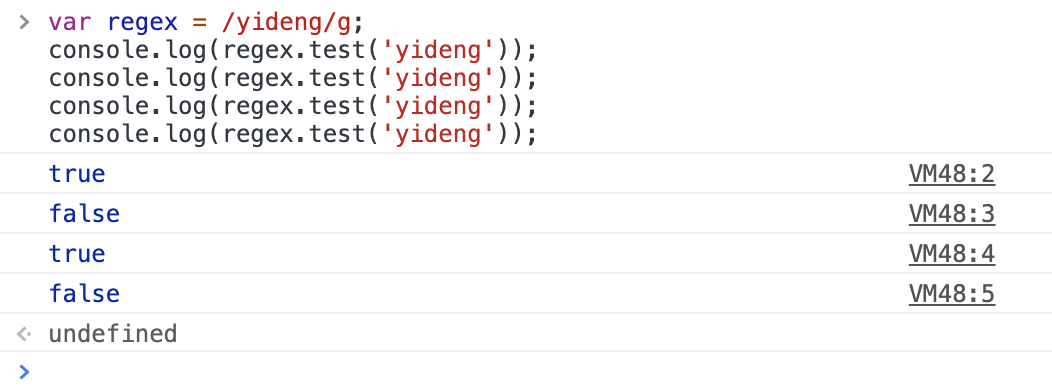 > var regex = /yideng/g;
console.log(regex.test('yideng'));
console.log(regex.test('yideng'));
console.log(regex.test('yideng'));
console.log(regex.test('yideng'));
true VM48:2
false VM48:3
true VM48:4
false VM48:5
undefined
>